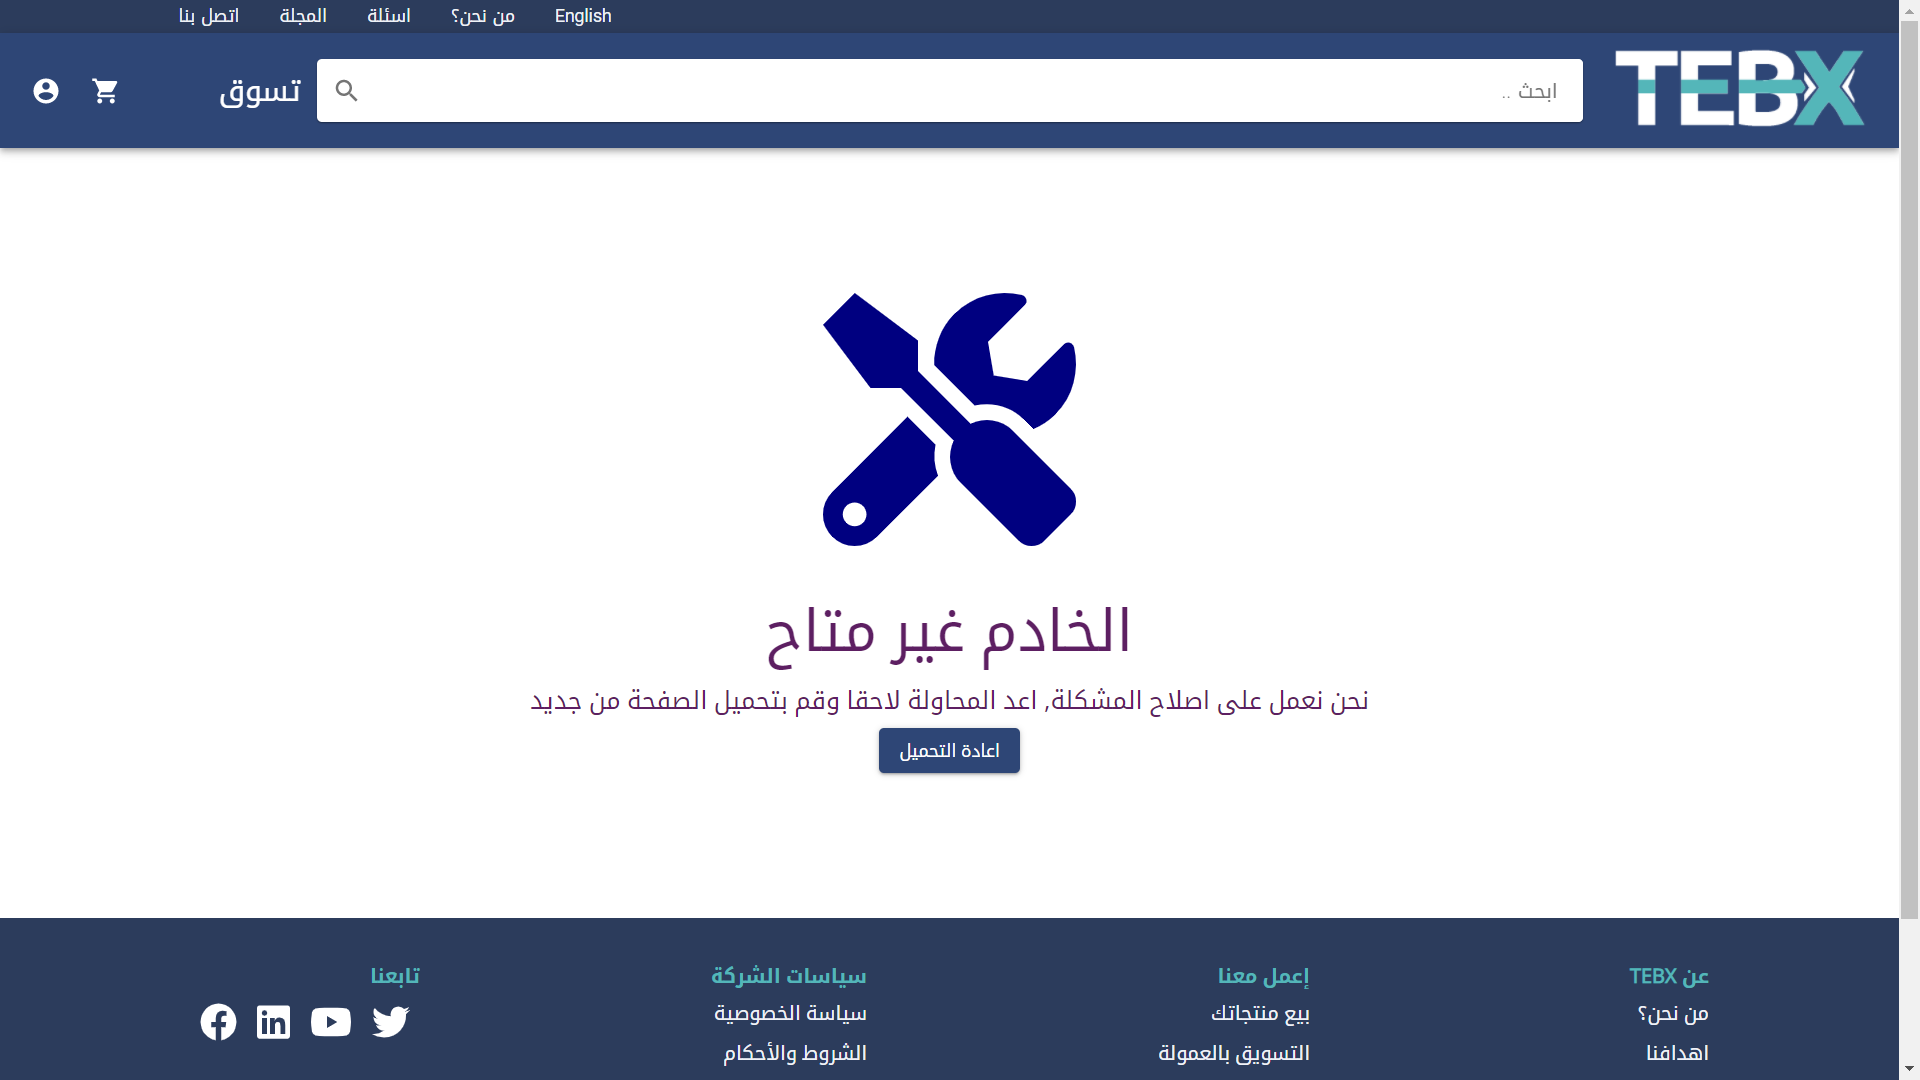 من نحن؟ اسئلة المجلة اتصل بنا English
TEBX
ابحث ..
تسوق
الخادم غير متاح
نحن نعمل على اصلاح المشكلة, اعد المحاولة لاحقا وقم بتحميل الصفحة من جديد
اعادة التحميل
عن TEBX
من نحن؟
اهدافنا
إعمل معنا
بيع منتجاتك
التسويق بالعمولة
سياسات الشركة
سياسة الخصوصية
الشروط والأحكام
تابعنا